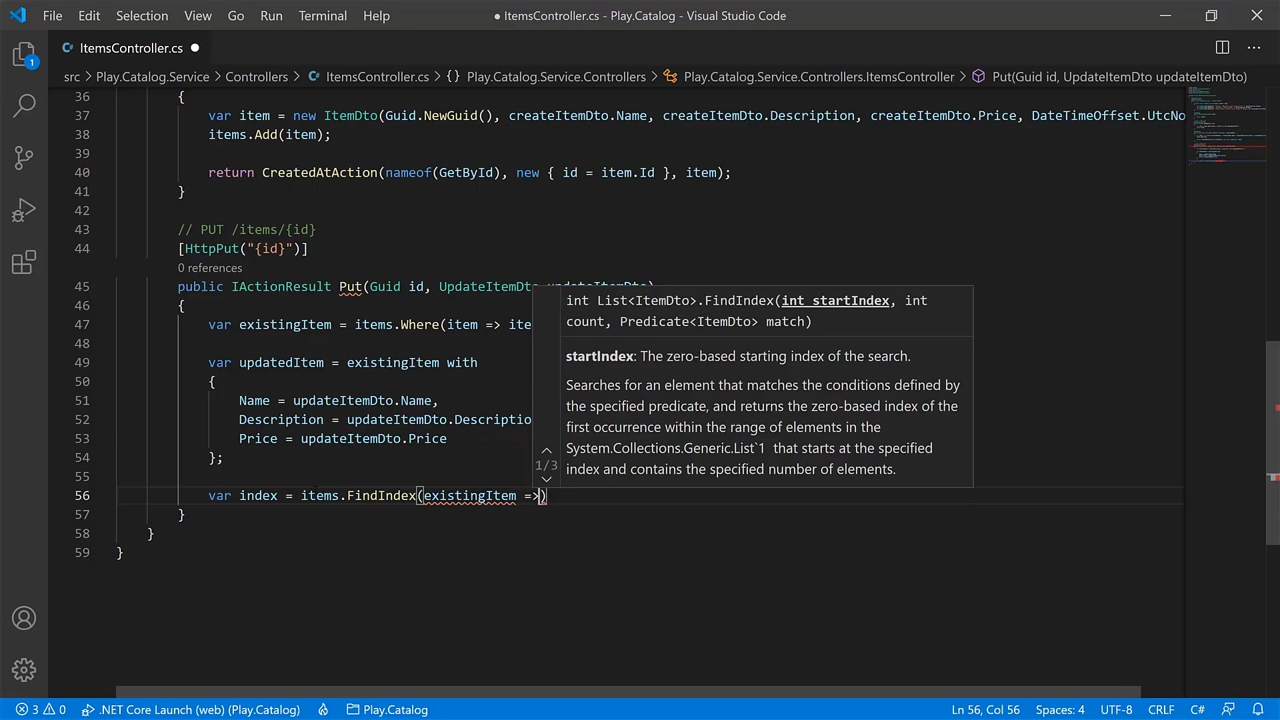 File Edit Selection View Go Run Terminal Help
● ItemsController.cs - Play.Catalog - Visual Studio Code
ItemsController.cs ●
src > Play.Catalog.Service > Controllers > ItemsController.cs > {} Play.Catalog.Service.Controllers > Play.Catalog.Service.Controllers.ItemsController > Put(Guid id, UpdateItemDto updateItemDto)
36 {
37 var item = new ItemDto(Guid.NewGuid(), createItemDto.Name, createItemDto.Description, createItemDto.Price, DateTimeOffset.UtcNo
38 items.Add(item);
39
40 return CreatedAtAction(nameof(GetById), new { id = item.Id }, item);
41 }
42
43 // PUT /items/{id}
44 [HttpPut("{id}")]
0 references
45 public IActionResult Put(Guid id, UpdateItemDto updateItemDto)
46 {
47 var existingItem = items.Where(item => ite
48
49 var updatedItem = existingItem with
50 {
51 Name = updateItemDto.Name,
52 Description = updateItemDto.Descriptio
53 Price = updateItemDto.Price
54 };
55
56 var index = items.FindIndex(existingItem =>)
57 }
58 }
59 }
int List<ItemDto>.FindIndex(int startIndex, int
count, Predicate<ItemDto> match)
startIndex: The zero-based starting index of the search.
Searches for an element that matches the conditions defined by
the specified predicate, and returns the zero-based index of the
first occurrence within the range of elements in the
System.Collections.Generic.List`1 that starts at the specified
index and contains the specified number of elements.
1/3
1
3 0 .NET Core Launch (web) (Play.Catalog) Play.Catalog Ln 56, Col 56 Spaces: 4 UTF-8 CRLF C#